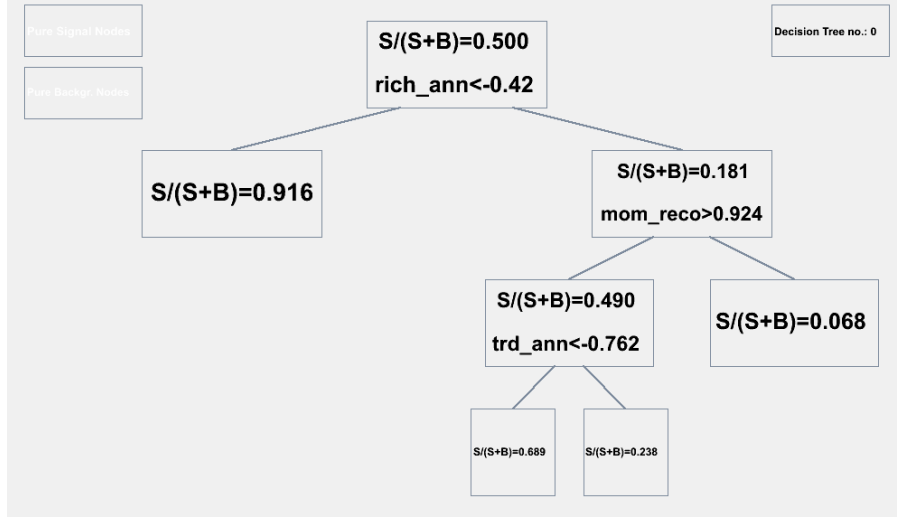 Pure Signal Nodes
Decision Tree no.: 0
S/(S+B)=0.500
rich_ann<-0.42
Pure Backgr. Nodes
S/(S+B)=0.916
S/(S+B)=0.181
mom_reco>0.924
S/(S+B)=0.490
trd_ann<-0.762
S/(S+B)=0.068
S/(S+B)=0.689
S/(S+B)=0.238